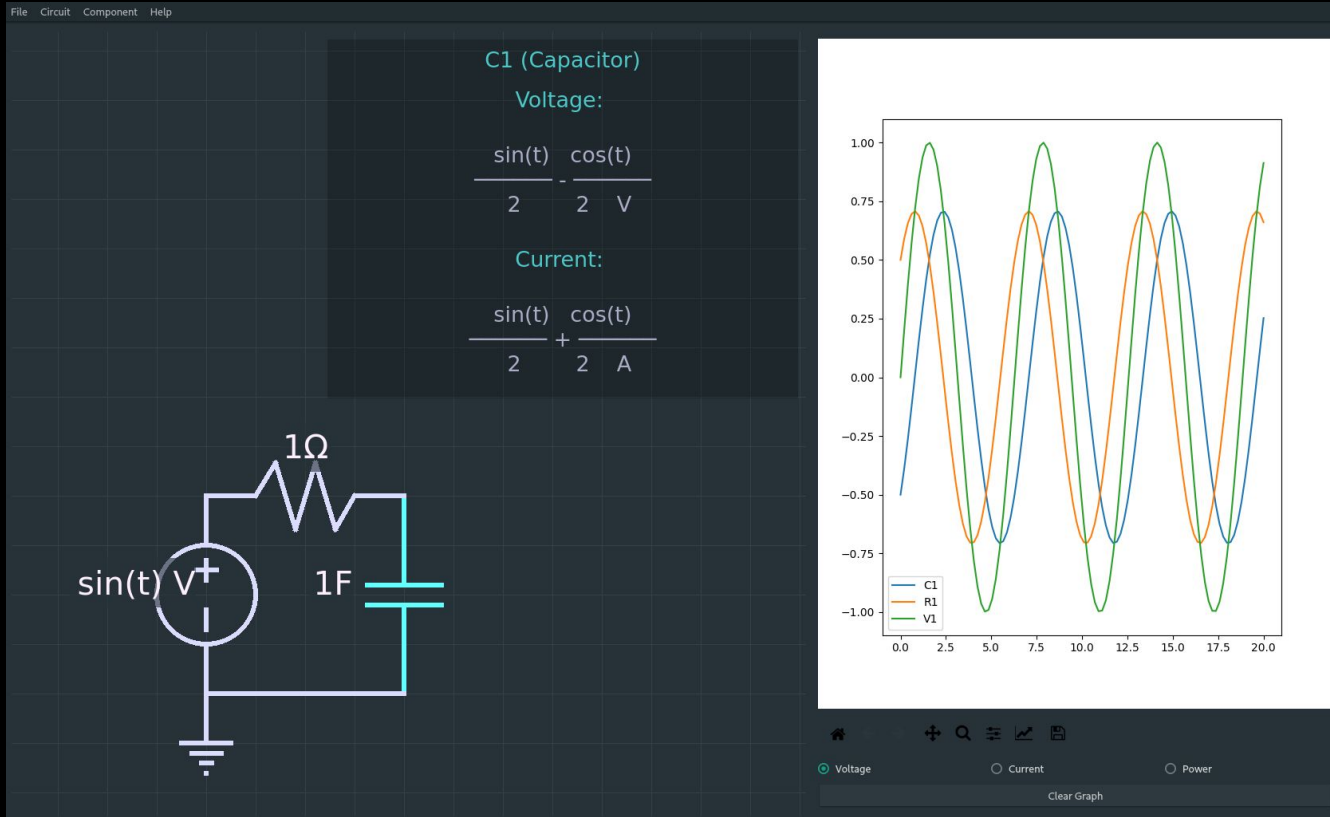 File Circuit Component Help
C1 (Capacitor)
Voltage:
sin(t) cos(t)
-
2 2 V
Current:
sin(t) cos(t)
+
2 2 A
1Ω
sin(t) V
1F
1.00
0.75
0.50
0.25
0.00
−0.25
−0.50
−0.75
−1.00
C1
R1
V1
0.0 2.5 5.0 7.5 10.0 12.5 15.0 17.5 20.0
Voltage Current Power
Clear Graph